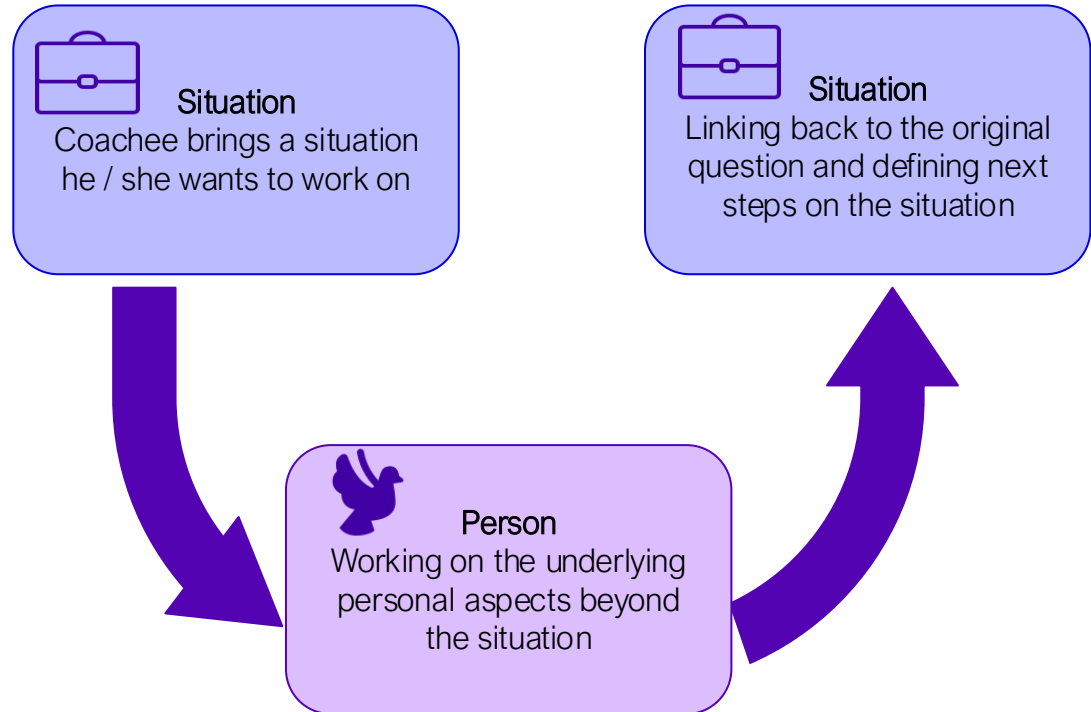 Situation
Coachee brings a situation
he / she wants to work on
Situation
Linking back to the original
question and defining next
steps on the situation
Person
Working on the underlying
personal aspects beyond
the situation